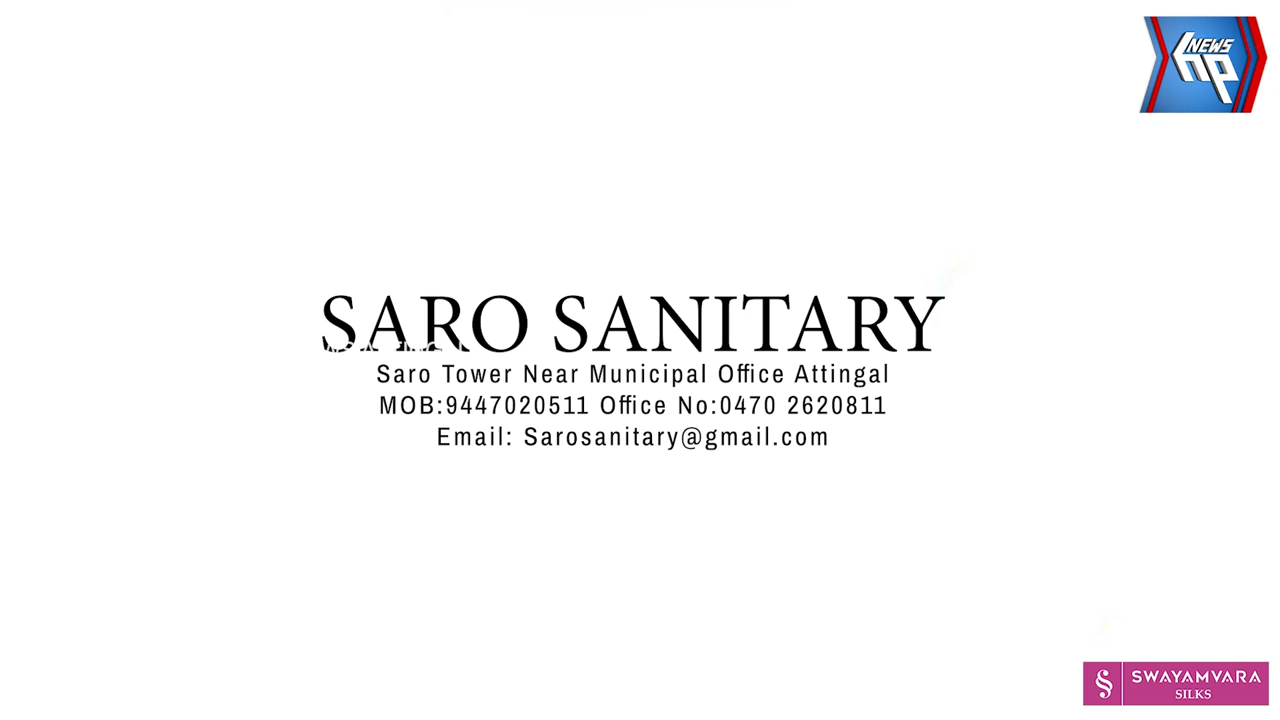 NEWS
np
SARO SANITARY
Saro Tower Near Municipal Office Attingal
MOB:9447020511 Office No:0470 2620811
Email: Sarosanitary@gmail.com
SWAYAMVARA
SILKS